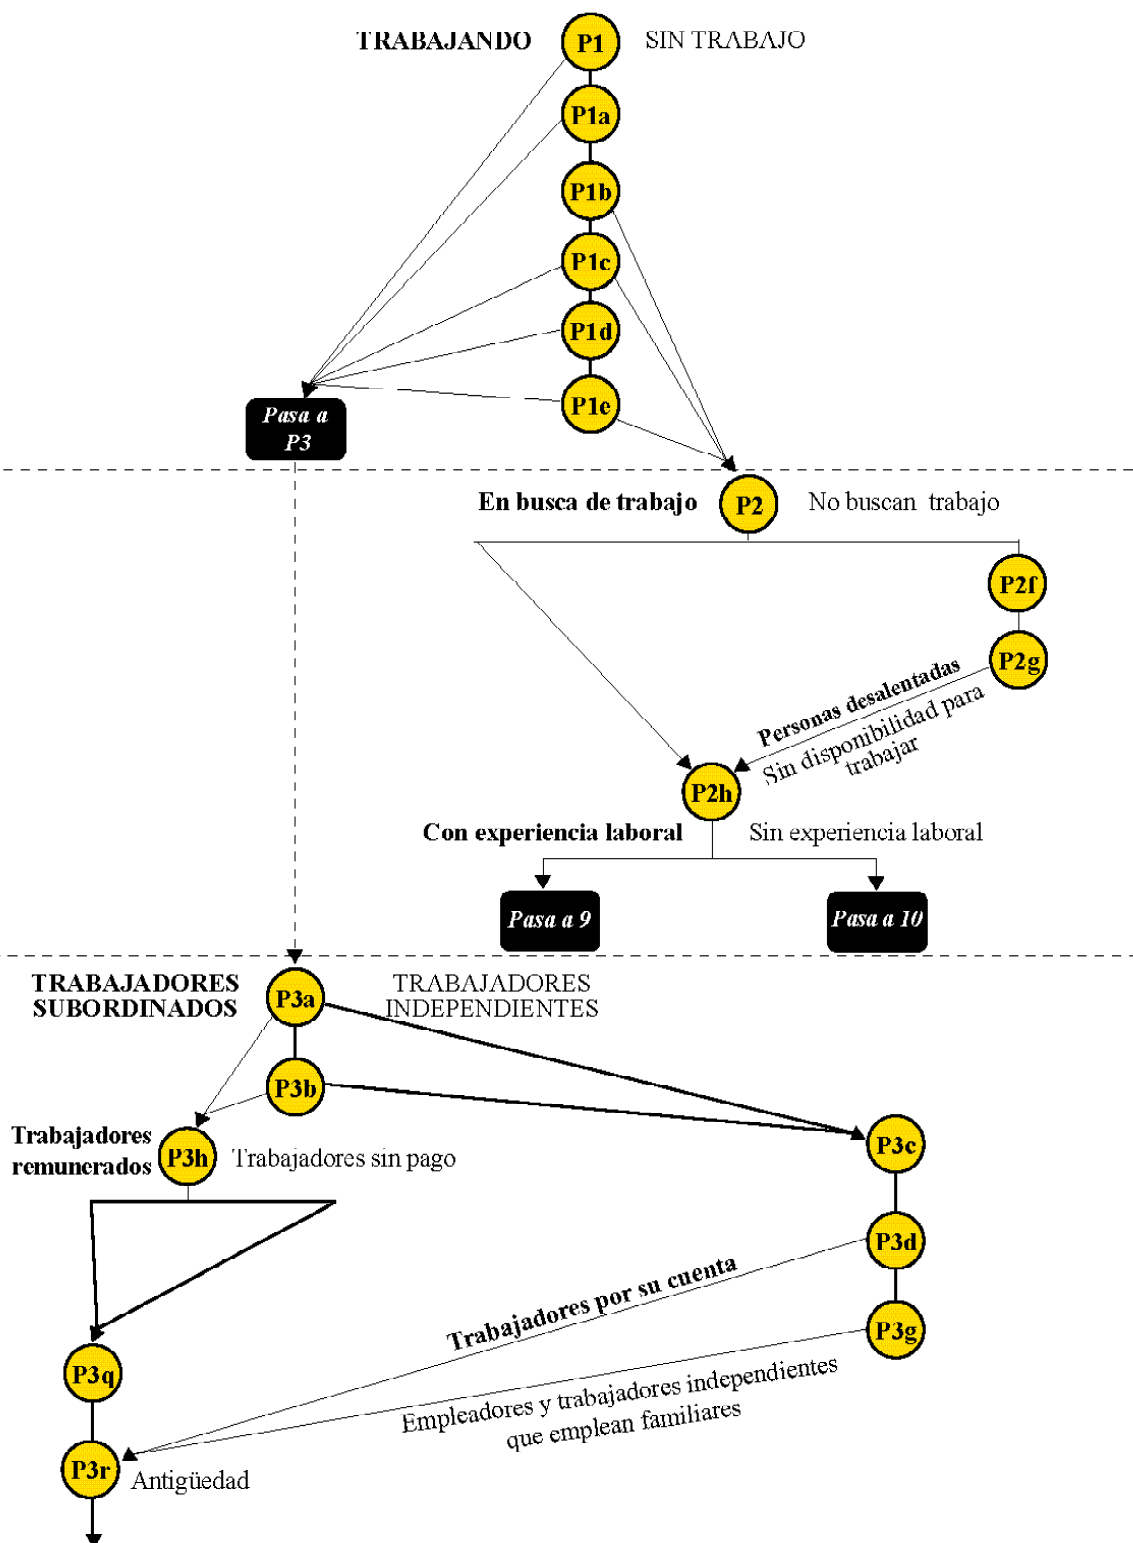 TRABAJANDO
P1
SIN TRABAJO
P1a
P1b
P1c
P1d
P1e
Pasa a
P3
En busca de trabajo
P2
No buscan trabajo
P2f
P2g
Personas desalentadas
Sin disponibilidad para
trabajar
P2h
Con experiencia laboral
Sin experiencia laboral
Pasa a 9
Pasa a 10
TRABAJADORES
SUBORDINADOS
P3a
TRABAJADORES
INDEPENDIENTES
P3b
Trabajadores
remunerados
P3h
Trabajadores sin pago
P3c
P3d
Trabajadores por su cuenta
P3g
Empleadores y trabajadores independientes
que emplean familiares
P3q
P3r
Antigüedad